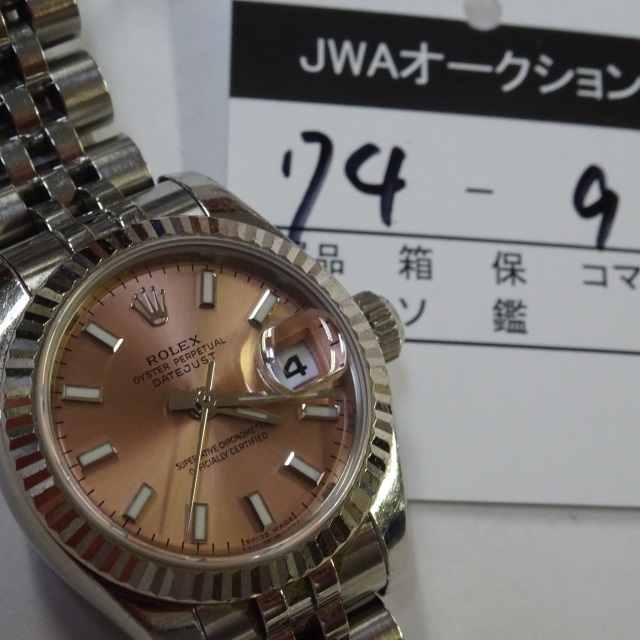 JWAオークション
74 - 9
品 箱 保 コマ
ソ 鑑
ROLEX
OYSTER PERPETUAL
DATEJUST
4
SUPERLATIVE CHRONOMETER
OFFICIALLY CERTIFIED
SWISS MADE